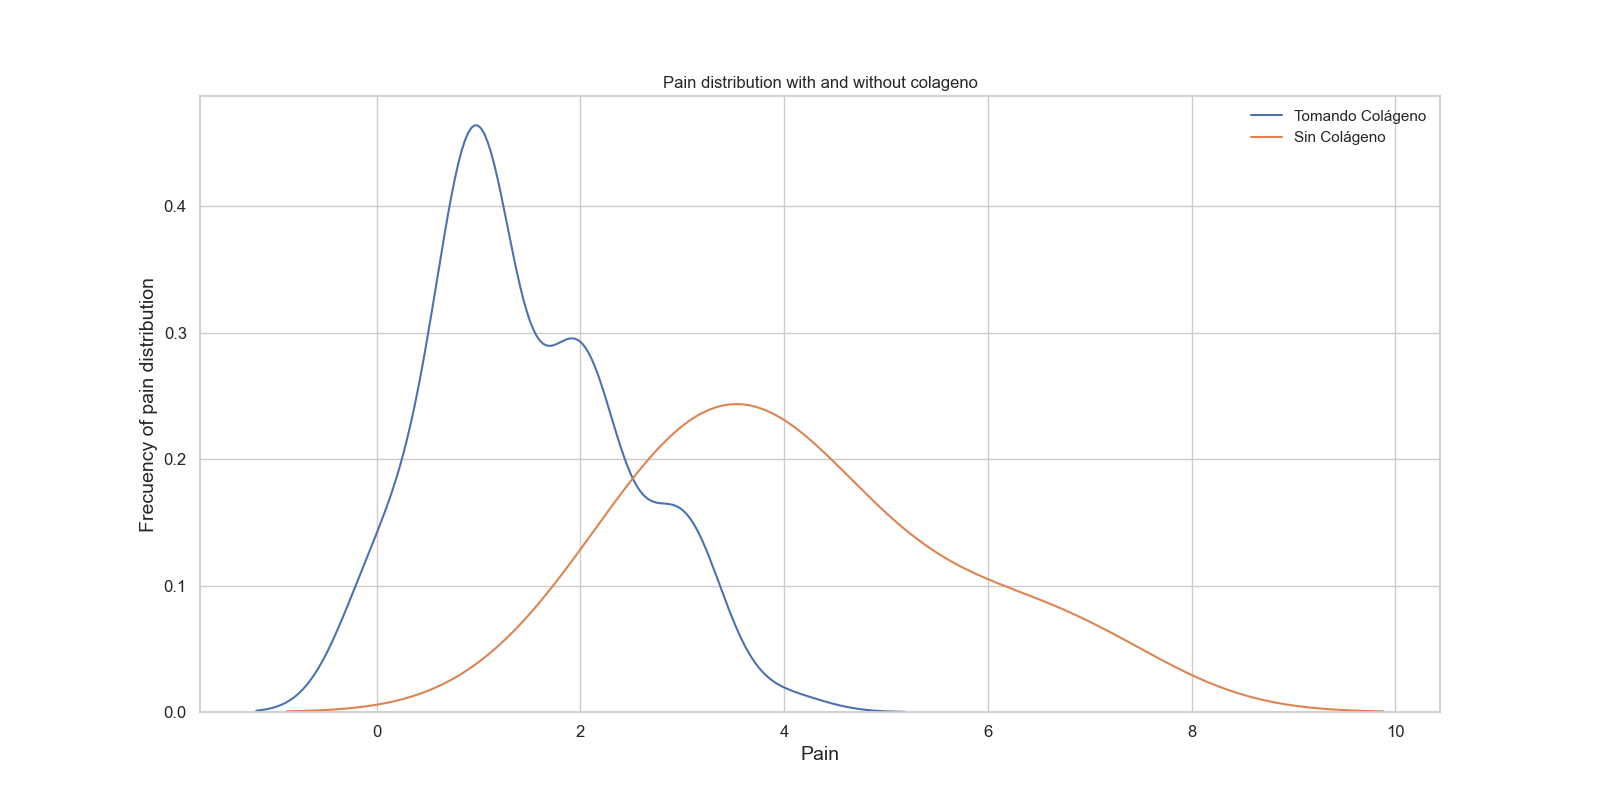 Pain distribution with and without colageno
Tomando Colágeno
Sin Colágeno
Frecuency of pain distribution
0.4
0.3
0.2
0.1
0.0
0 2 4 6 8 10
Pain